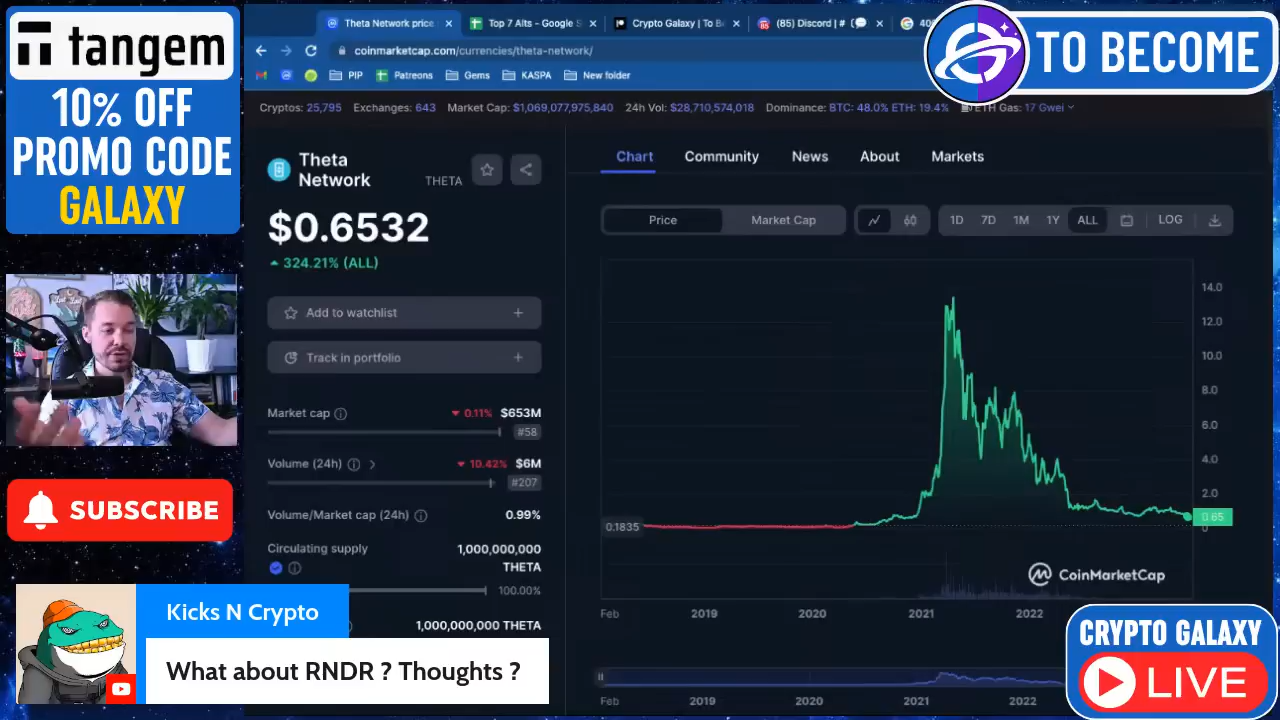 tangem
10% OFF
PROMO CODE
GALAXY
SUBSCRIBE
Theta Network price
Top 7 Alts - Google S
Crypto Galaxy | To
(85) Discord | # (
coinmarketcap.com/currencies/theta-network/
PIP
Patreons
Gems
KASPA
New folder
TO BECOME
Cryptos: 25,795 Exchanges: 643 Market Cap: $1,069,077,975,840 24h Vol: $28,710,574,018 Dominance: BTC: 48.0% ETH: 19.4% ETH Gas: 17 Gwei
Theta
Network
THETA
$0.6532
324.21% (ALL)
Add to watchlist +
Track in portfolio +
Market cap 0.11% $653M
#58
Volume (24h) 10.42% $6M
#207
Volume/Market cap (24h) 0.99%
Circulating supply 1,000,000,000
THETA
100.00%
1,000,000,000 THETA
Chart Community News About Markets
Price Market Cap
1D 7D 1M 1Y ALL LOG
14.0
12.0
10.0
8.0
6.0
4.0
2.0
0.65
0
0.1835
CoinMarketCap
Feb 2019 2020 2021 2022
Feb 2019 2020 2021 2022
Kicks N Crypto
What about RNDR ? Thoughts ?
CRYPTO GALAXY
LIVE